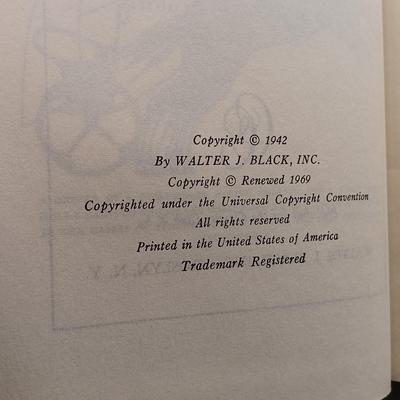 Copyright © 1942
By WALTER J. BLACK, INC.
Copyright © Renewed 1969
Copyrighted under the Universal Copyright Convention
All rights reserved
Printed in the United States of America
Trademark Registered